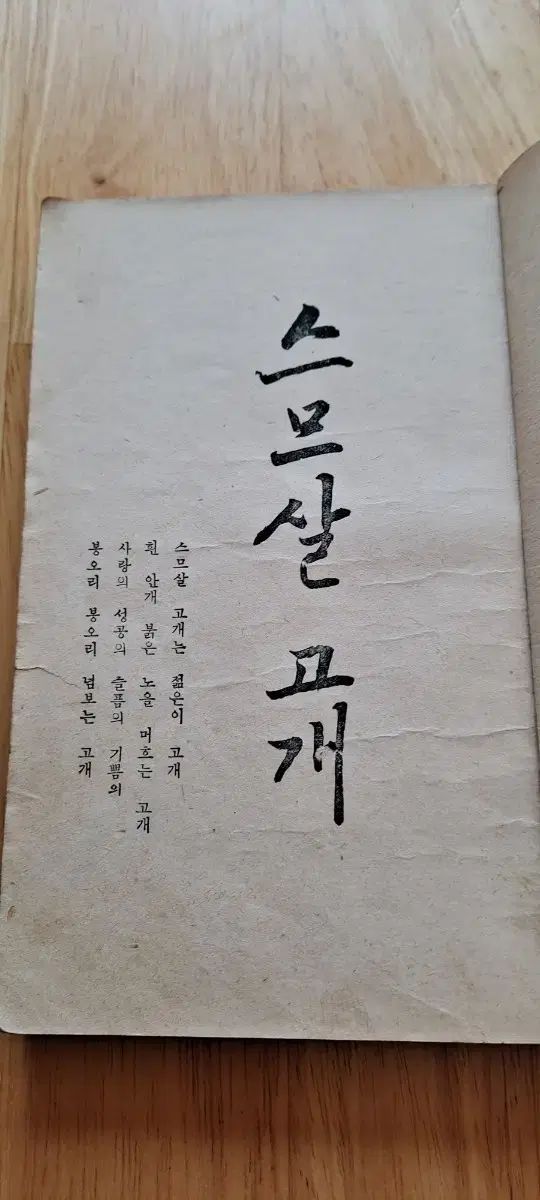 스므살 고개
스므살 고개는 젊은이 고개
흰 안개 붉은 노을 머흐는 고개
사랑의 성공의 슬픔의 기쁨의
봉오리 봉오리 넘보는 고개